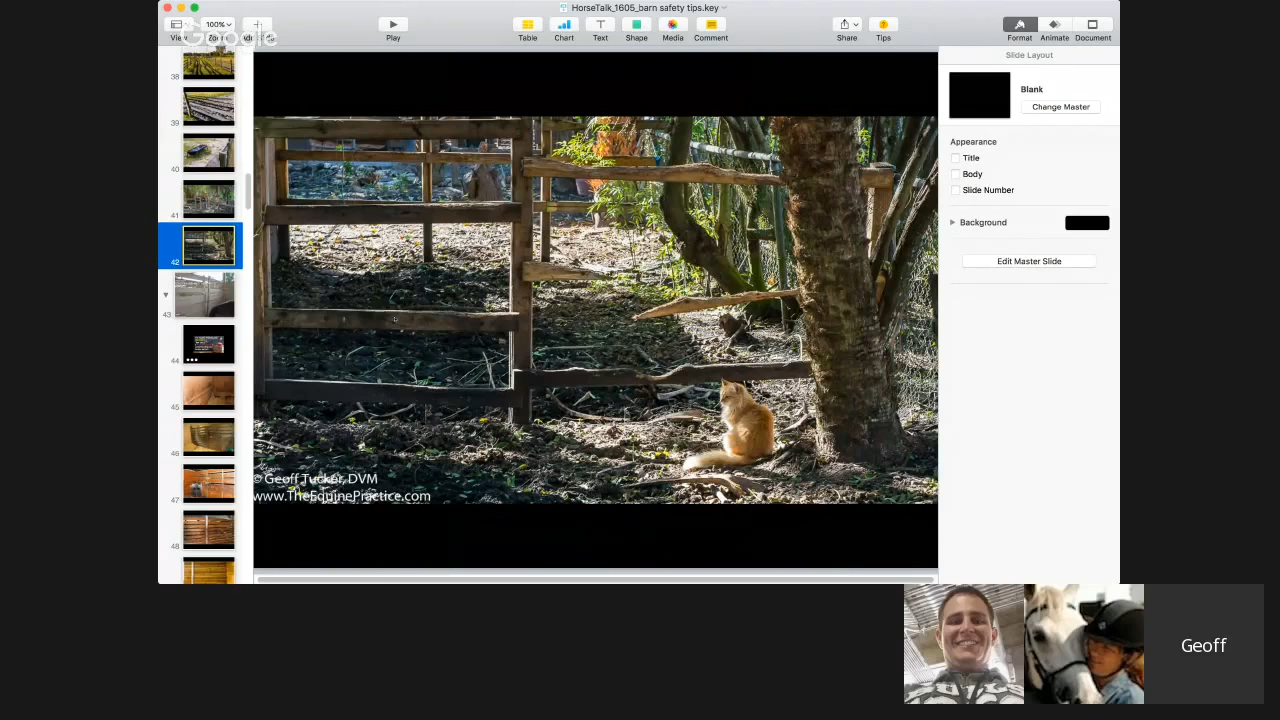 HorseTalk_1605_barn safety tips.key
100%
Google
View
Zoom
Play
Table
Chart
Text
Shape
Media
Comment
Share
Tips
Format
Animate
Document
Slide Layout
Blank
Change Master
Appearance
Title
Body
Slide Number
Background
Edit Master Slide
38
39
40
41
42
43
44
45
46
47
48
© Geoff Tucker, DVM
www.TheEquinePractice.com
Geoff